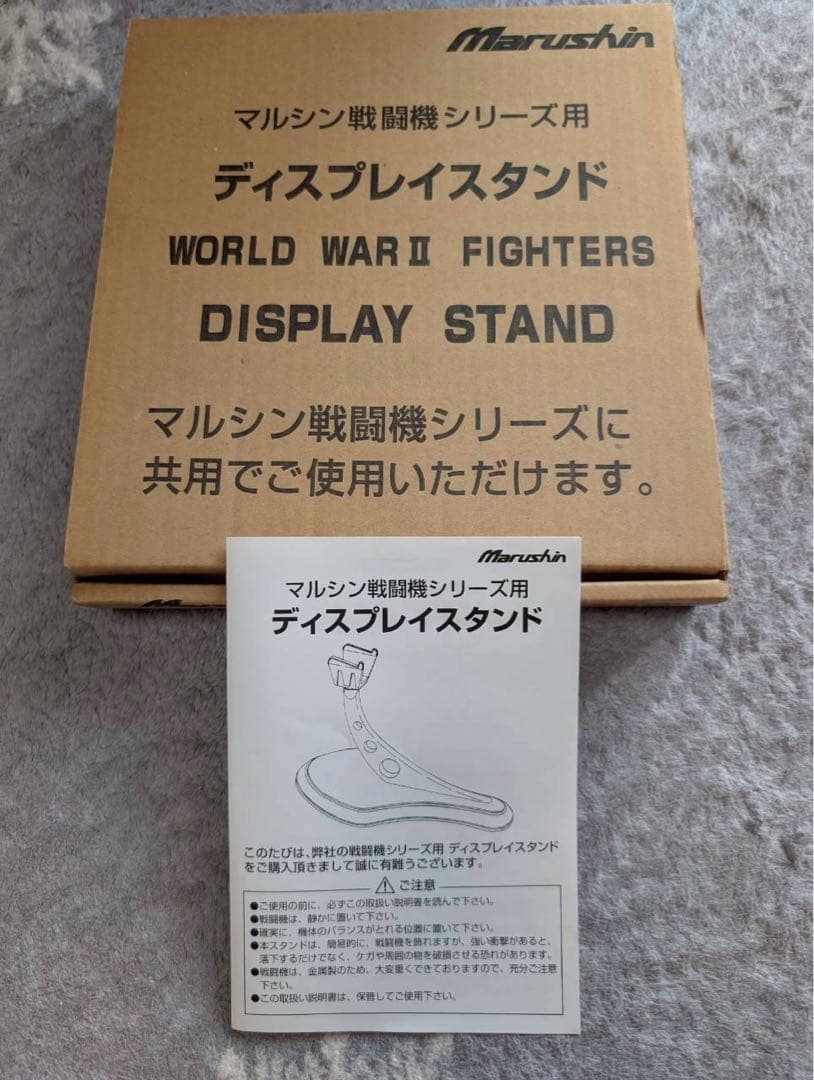 Marushin
マルシン戦闘機シリーズ用
ディスプレイスタンド
WORLD WARⅡ FIGHTERS
DISPLAY STAND
マルシン戦闘機シリーズに
共用でご使用いただけます。
Marushin
マルシン戦闘機シリーズ用
ディスプレイスタンド
このたびは、弊社の戦闘機シリーズ用 ディスプレイスタンド
をご購入頂きまして誠に有難うございます。
ご注意
●ご使用の前に、必ずこの取扱い説明書を読んで下さい。
●戦闘機は、静かに置いて下さい。
●確実に、機体のバランスがとれる位置に置いて下さい。
●本スタンドは、簡易的に、戦闘機を飾れますが、強い衝撃があると、
落下するだけでなく、ケガや周囲の物を破損させる恐れがあります。
●戦闘機は、金属製のため、大変重くできておりますので、充分ご注意
下さい。
●この取扱い説明書は、保管してご使用下さい。